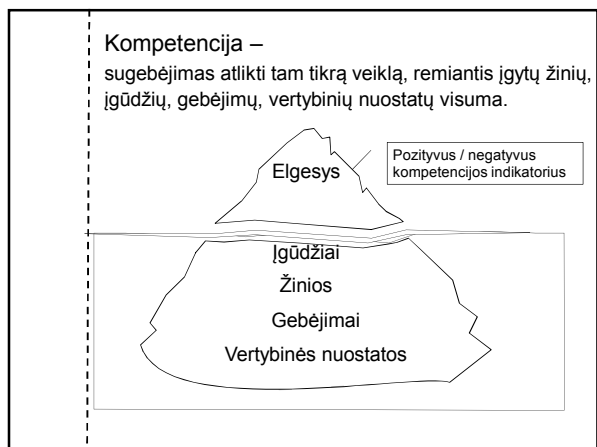 Kompetencija –
sugebėjimas atlikti tam tikrą veiklą, remiantis įgytų žinių,
įgūdžių, gebėjimų, vertybinių nuostatų visuma.
Elgesys
Pozityvus / negatyvus
kompetencijos indikatorius
Įgūdžiai
Žinios
Gebėjimai
Vertybinės nuostatos